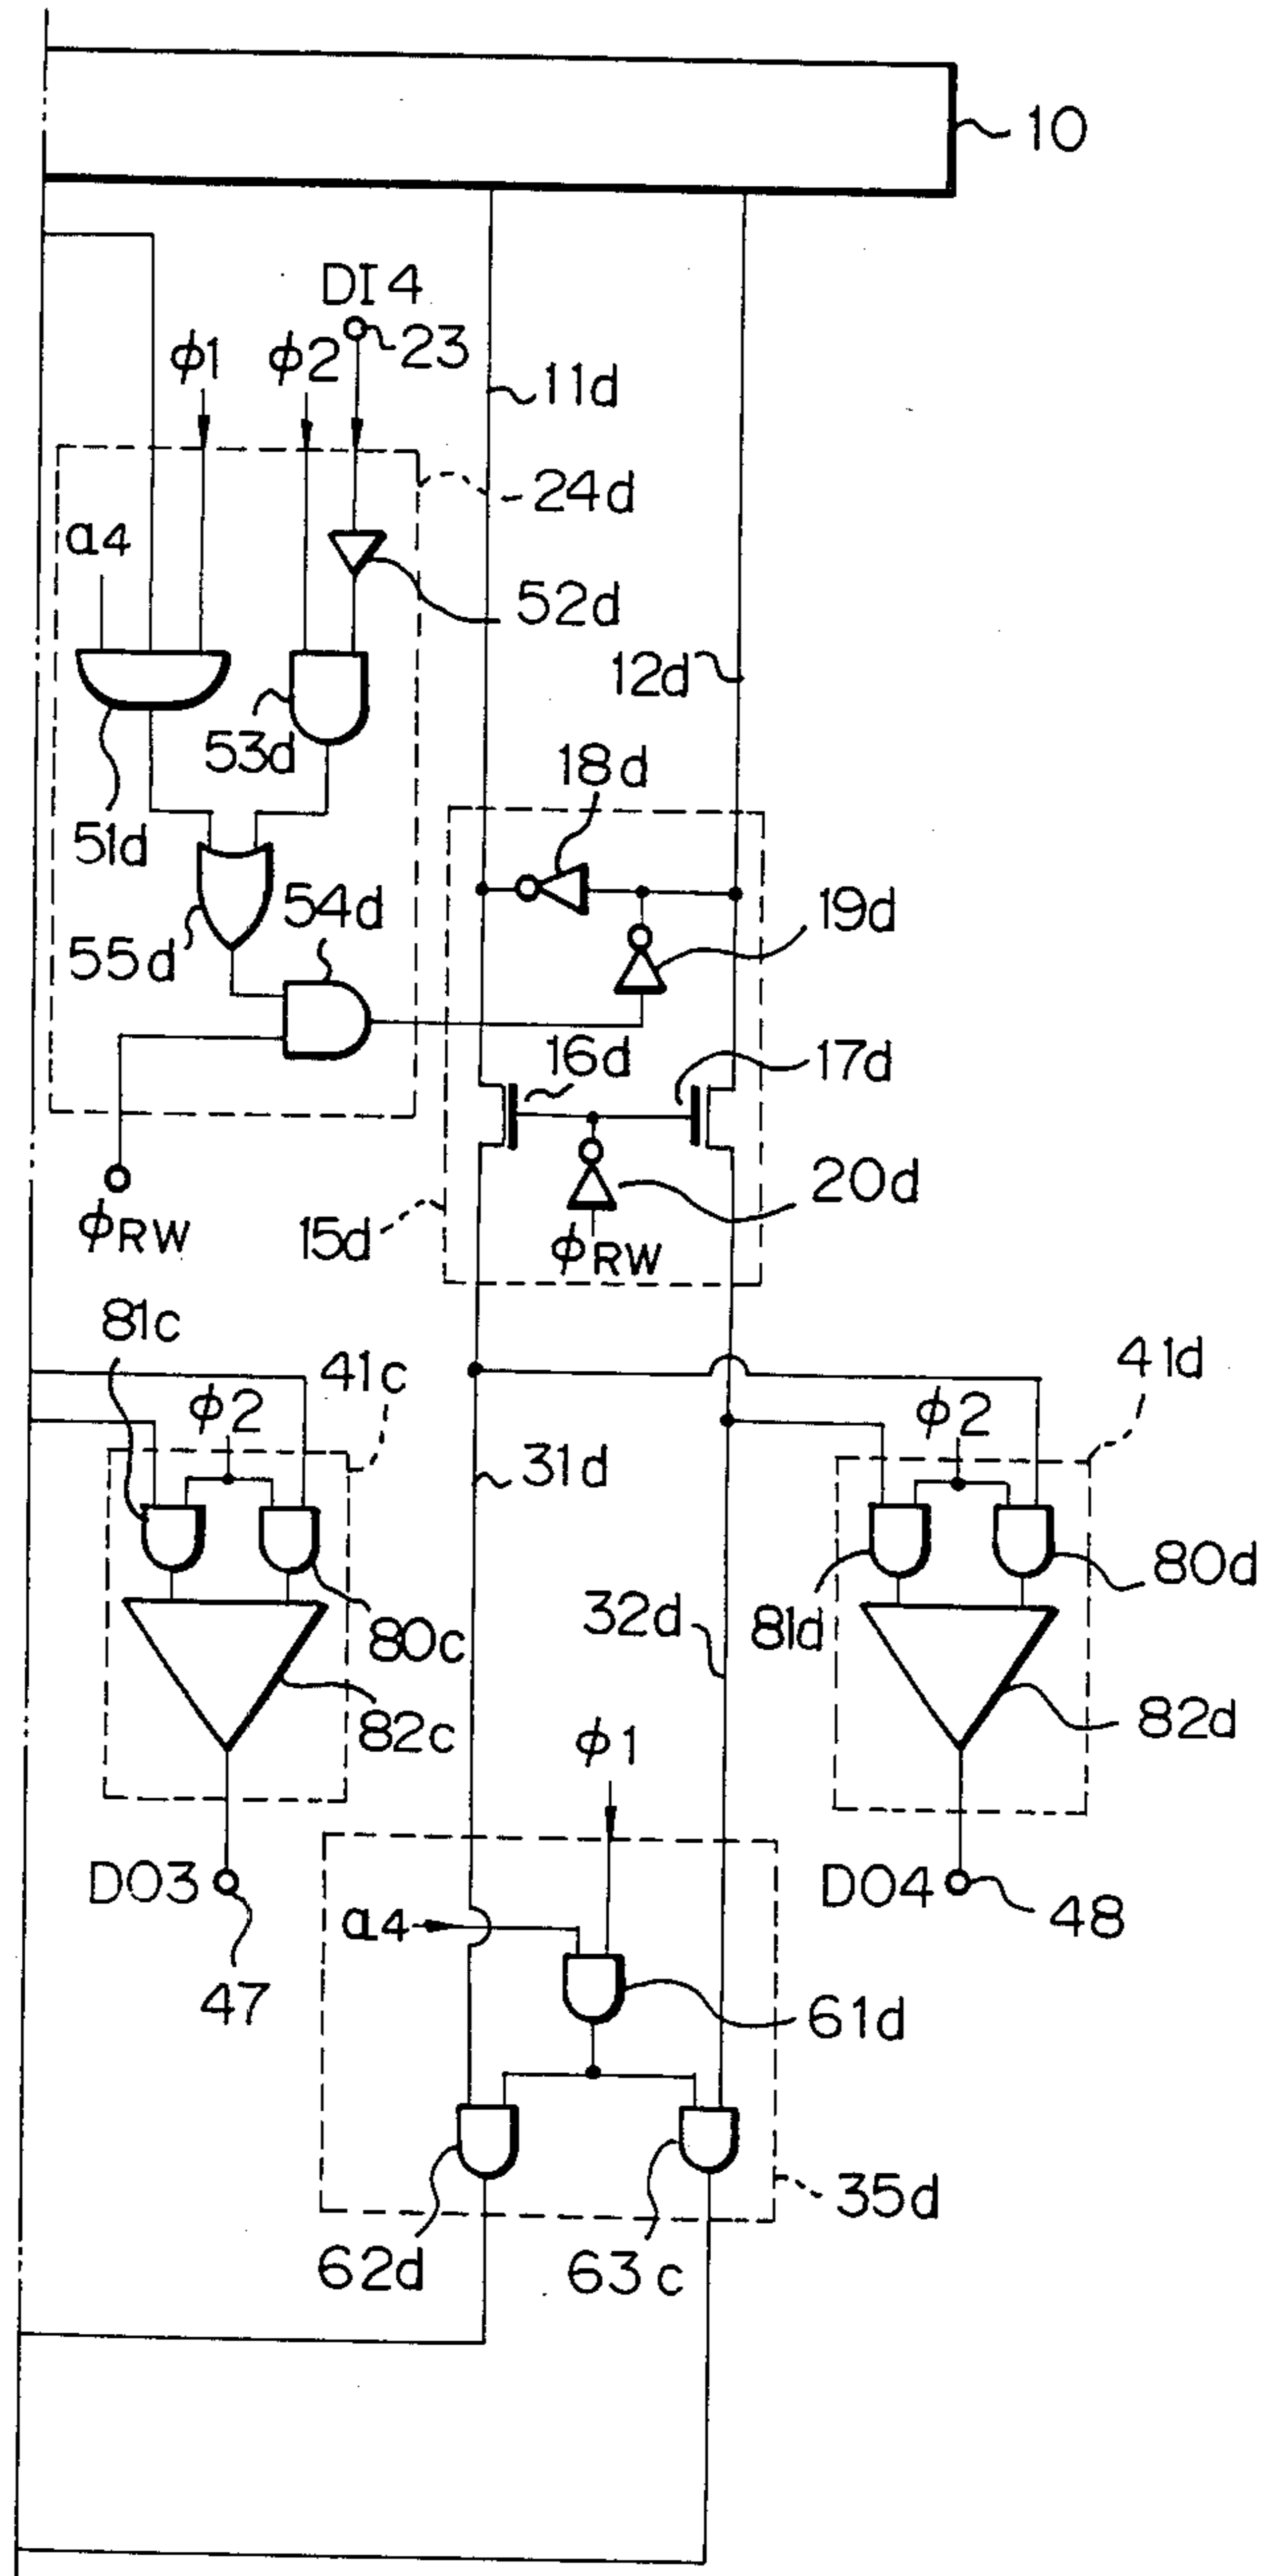 10
DI4
23
ϕ1
ϕ2
11d
24d
a4
52d
12d
53d
18d
51d
54d
19d
55d
16d
17d
20d
ϕRW
15d
ϕRW
81c
41c
41d
ϕ2
ϕ2
31d
80d
32d
81d
80c
82c
82d
ϕ1
DO3
DO4
a4
48
47
61d
35d
62d
63c